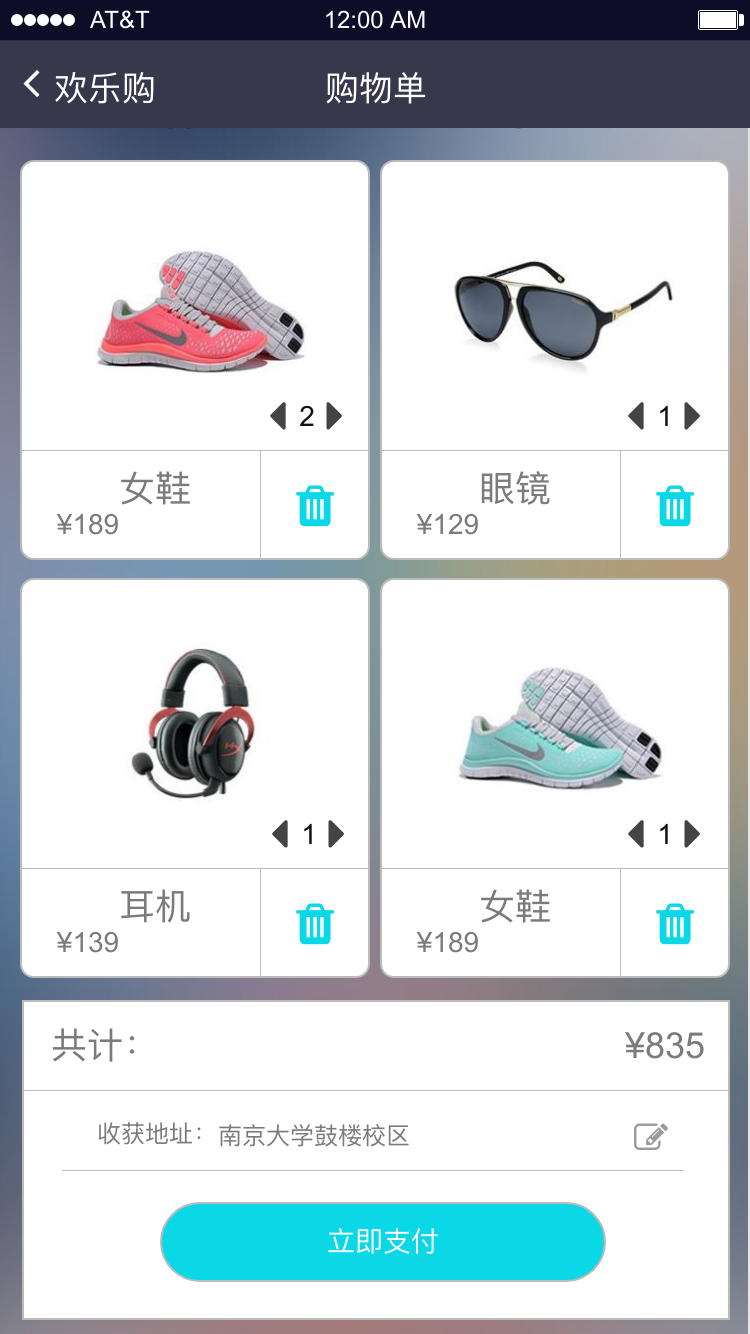 AT&T 12:00 AM
欢乐购 购物单
2
1
女鞋
¥189
眼镜
¥129
1
1
耳机
¥139
女鞋
¥189
共计： ¥835
收获地址： 南京大学鼓楼校区
立即支付